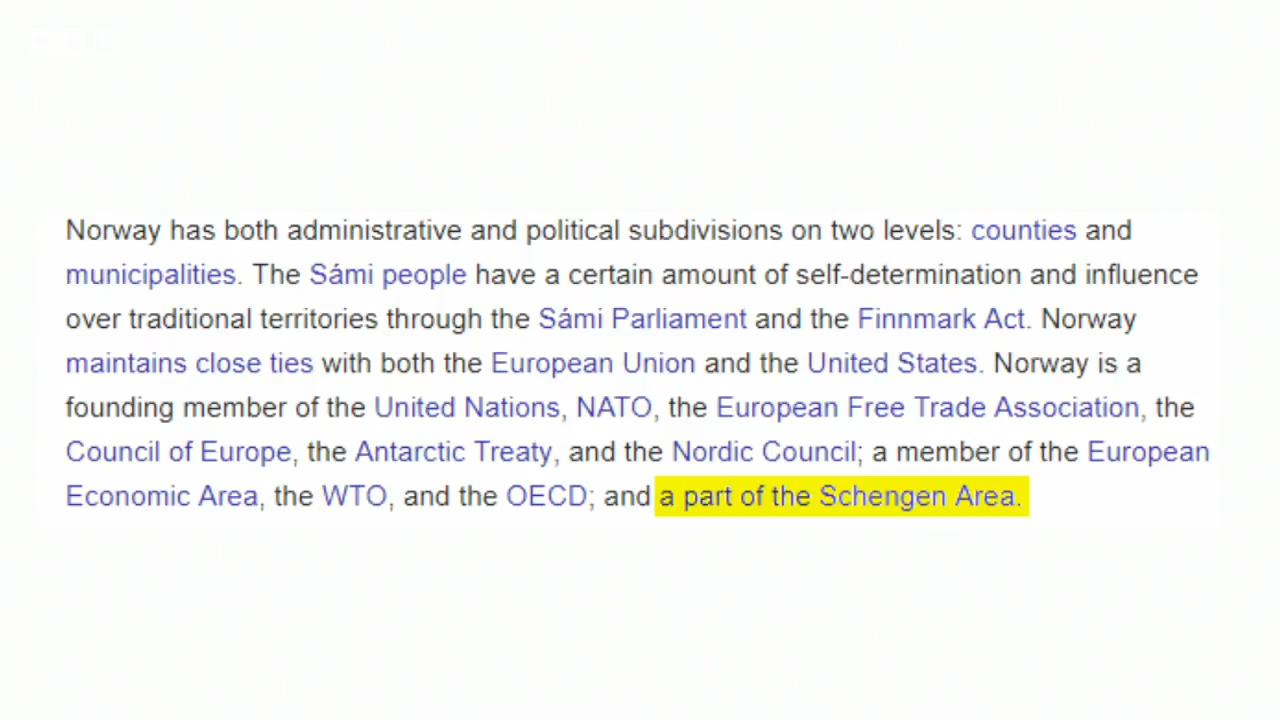 Norway has both administrative and political subdivisions on two levels: counties and
municipalities. The Sámi people have a certain amount of self-determination and influence
over traditional territories through the Sámi Parliament and the Finnmark Act. Norway
maintains close ties with both the European Union and the United States. Norway is a
founding member of the United Nations, NATO, the European Free Trade Association, the
Council of Europe, the Antarctic Treaty, and the Nordic Council; a member of the European
Economic Area, the WTO, and the OECD; and a part of the Schengen Area.